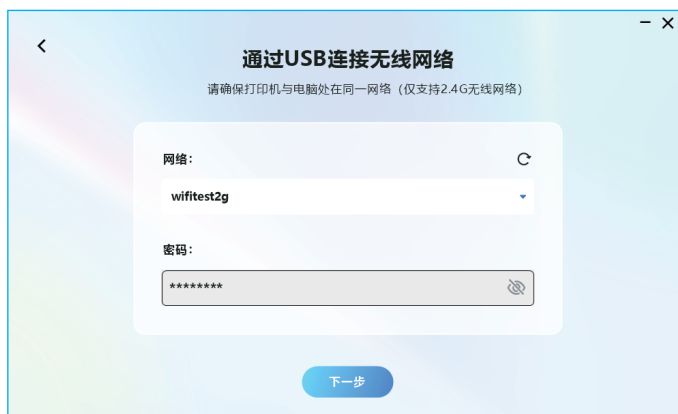 通过USB连接无线网络
请确保打印机与电脑处在同一网络（仅支持2.4G无线网络）
网络：
wifitest2g
密码：
********
下一步